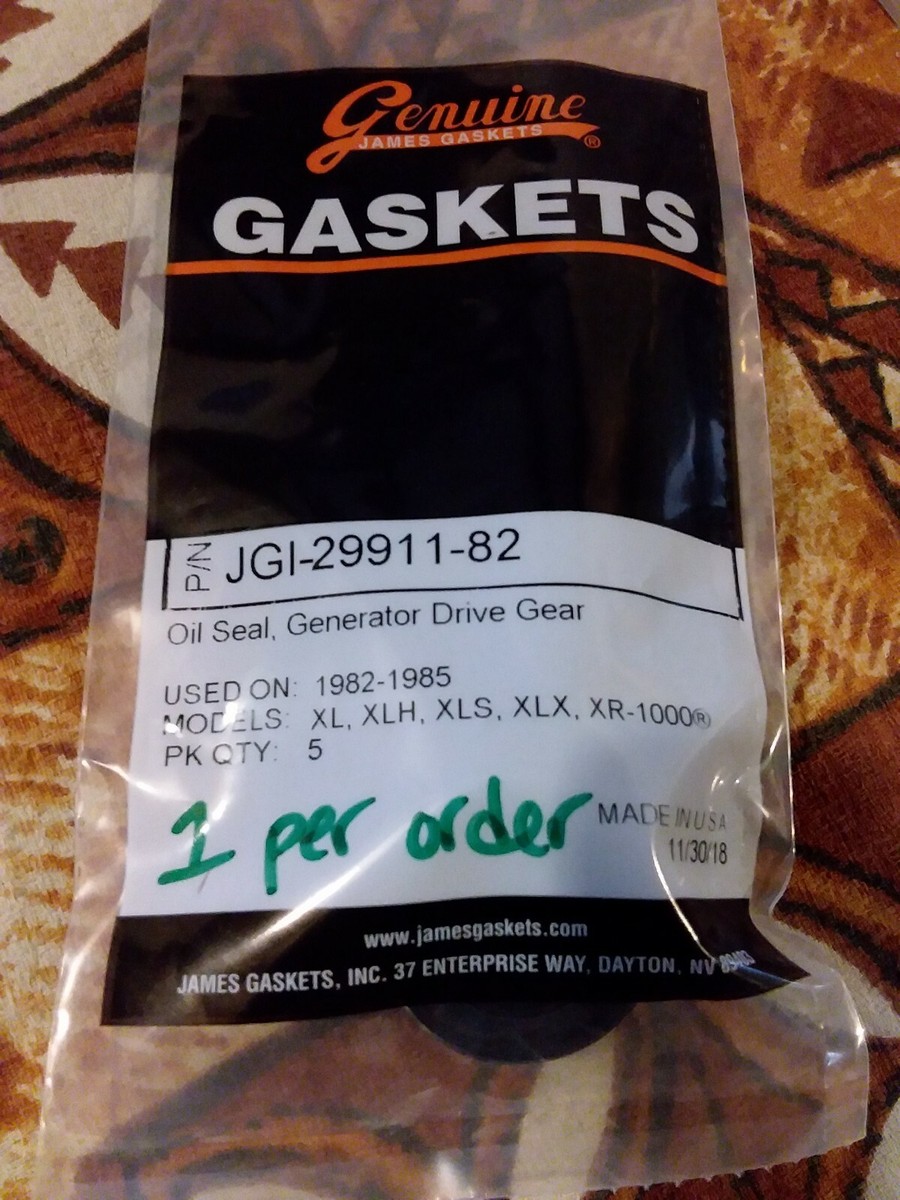 Genuine
JAMES GASKETS ®
GASKETS
P/N JGI-29911-82
Oil Seal, Generator Drive Gear
USED ON: 1982-1985
MODELS: XL, XLH, XLS, XLX, XR-1000®
PK QTY: 5
1 per order
MADE IN USA
11/30/18
www.jamesgaskets.com
JAMES GASKETS, INC. 37 ENTERPRISE WAY, DAYTON, NV